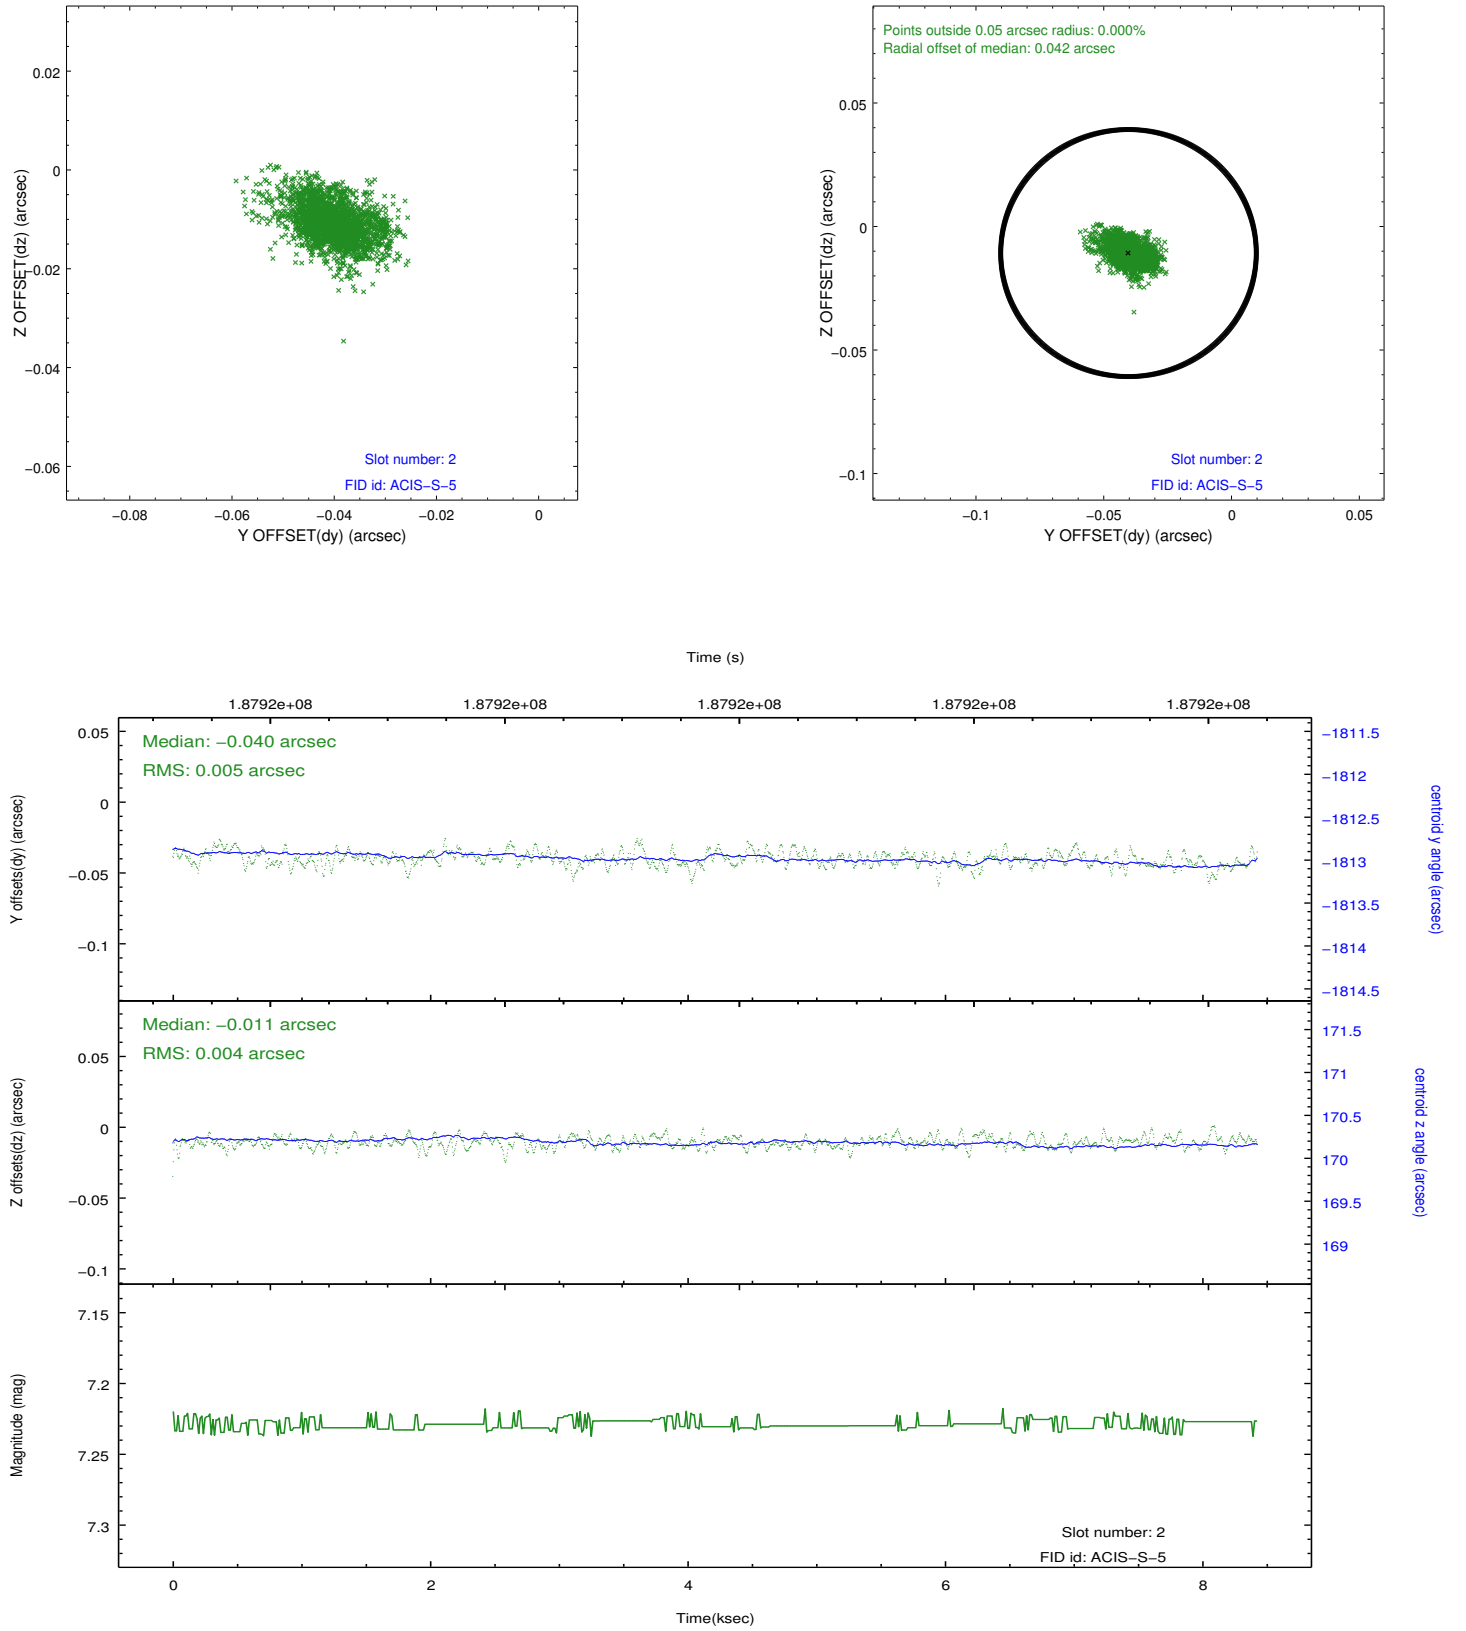 0.02
0
−0.02
−0.04
−0.06
Z OFFSET(dz) (arcsec)
Slot number: 2
FID id: ACIS−S−5
−0.08
−0.06
−0.04
−0.02
0
Y OFFSET(dy) (arcsec)
Points outside 0.05 arcsec radius: 0.000%
Radial offset of median: 0.042 arcsec
0.05
0
−0.05
−0.1
Z OFFSET(dz) (arcsec)
Slot number: 2
FID id: ACIS−S−5
−0.1
−0.05
0
0.05
Y OFFSET(dy) (arcsec)
Time (s)
1.8792e+08
1.8792e+08
1.8792e+08
1.8792e+08
1.8792e+08
Median: −0.040 arcsec
RMS: 0.005 arcsec
0.05
0
−0.05
−0.1
Y offsets(dy) (arcsec)
−1811.5
−1812
−1812.5
−1813
−1813.5
−1814
−1814.5
centroid y angle (arcsec)
Median: −0.011 arcsec
RMS: 0.004 arcsec
0.05
0
−0.05
−0.1
Z offsets(dz) (arcsec)
171.5
171
170.5
170
169.5
169
centroid z angle (arcsec)
7.15
7.2
7.25
7.3
Magnitude (mag)
Slot number: 2
FID id: ACIS−S−5
0
2
4
6
8
Time(ksec)